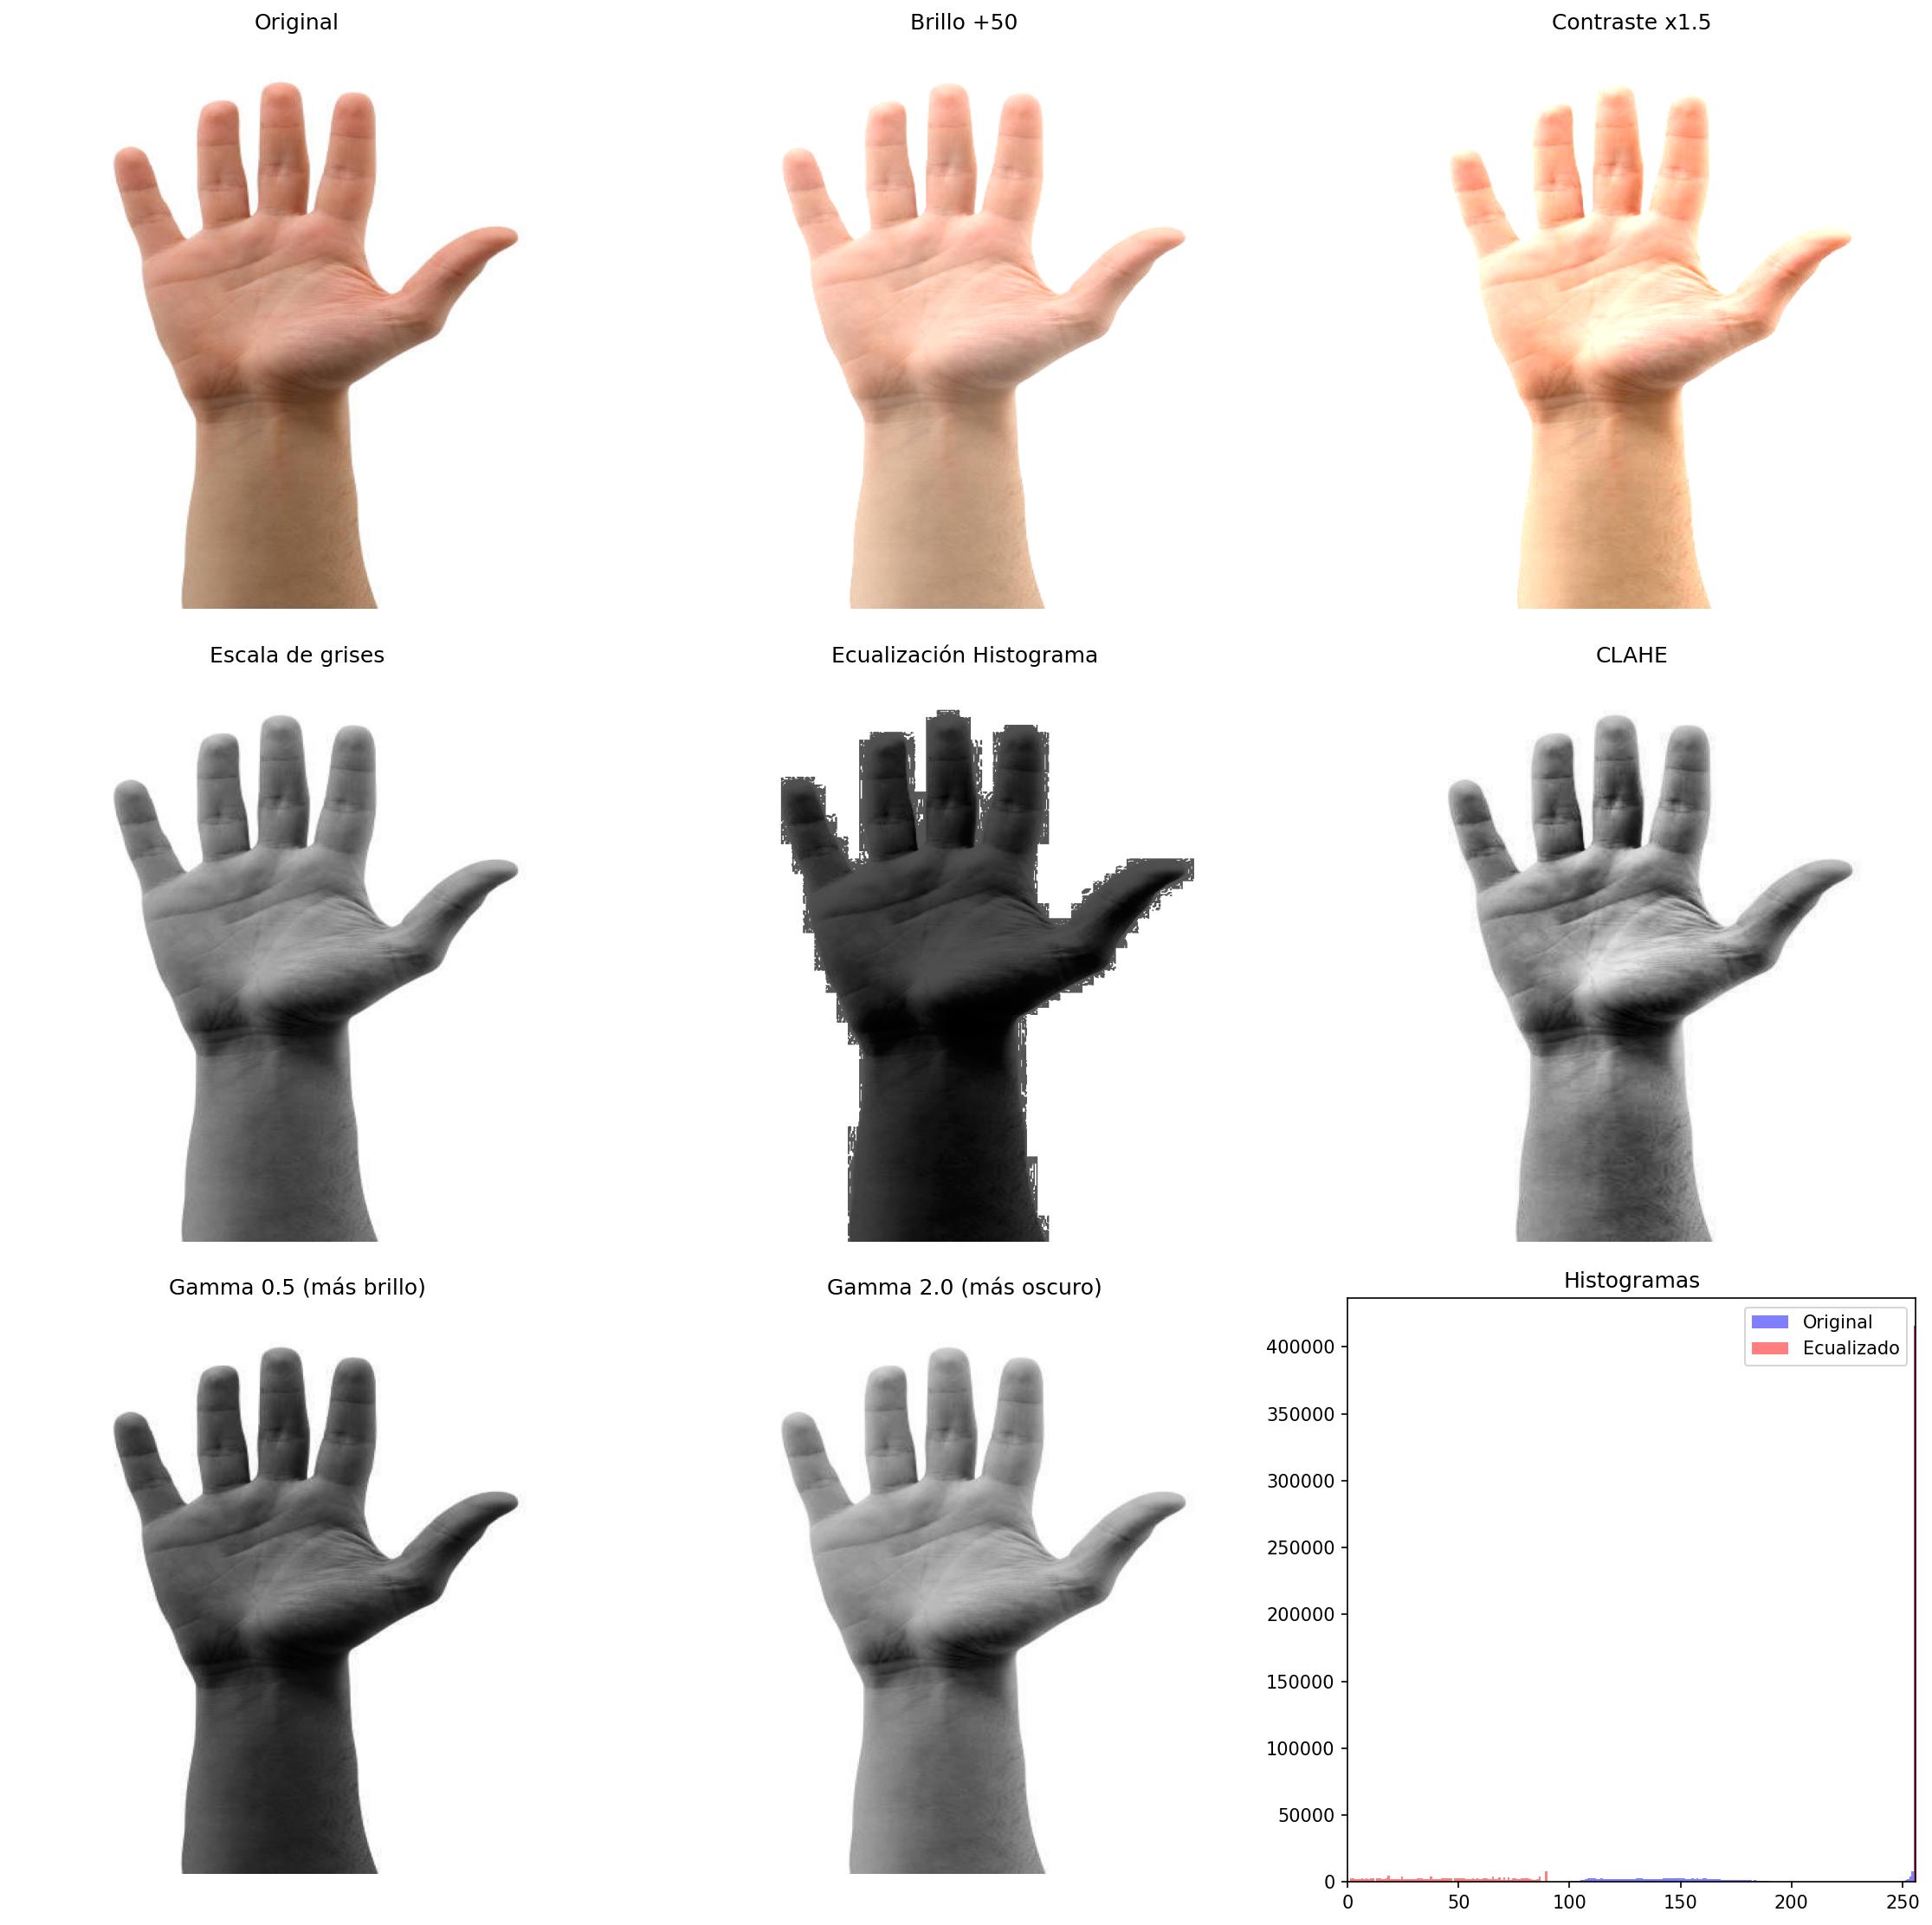 Original
Brillo +50
Contraste x1.5
Escala de grises
Ecualización Histograma
CLAHE
Gamma 0.5 (más brillo)
Gamma 2.0 (más oscuro)
Histogramas
Original
Ecualizado
400000
350000
300000
250000
200000
150000
100000
50000
0
0 50 100 150 200 250